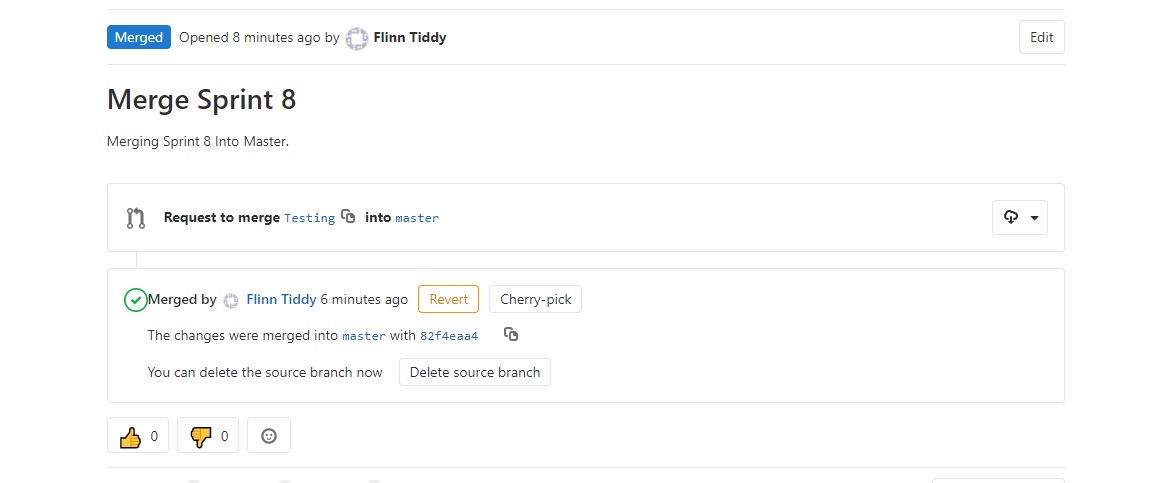 Merged Opened 8 minutes ago by Flinn Tiddy Edit
Merge Sprint 8
Merging Sprint 8 Into Master.
Request to merge Testing into master
Merged by Flinn Tiddy 6 minutes ago Revert Cherry-pick
The changes were merged into master with 82f4eaa4
You can delete the source branch now Delete source branch
0 0